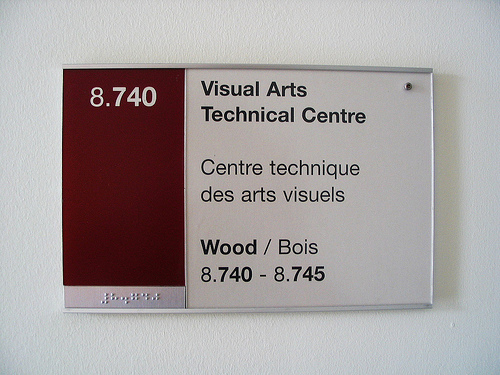 8.740
Visual Arts
Technical Centre
Centre technique
des arts visuels
Wood / Bois
8.740 - 8.745